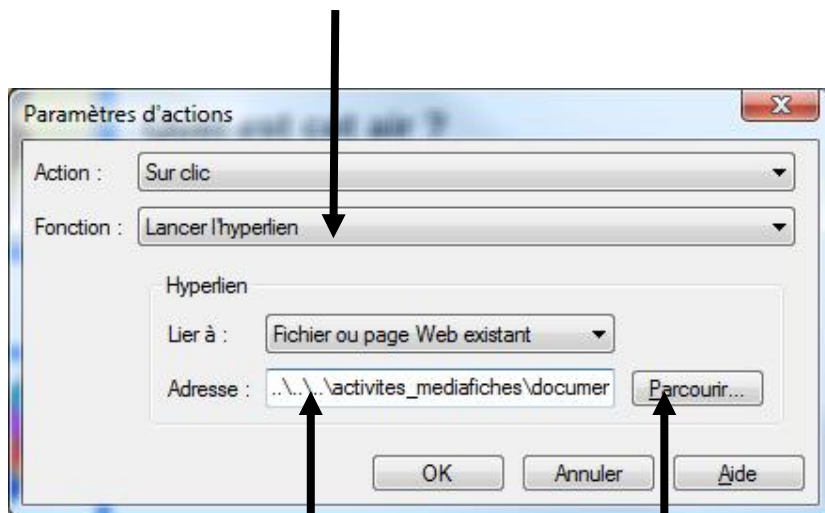 Paramètres d'actions
Action : Sur clic
Fonction : Lancer l'hyperlien
Hyperlien
Lier à : Fichier ou page Web existant
Adresse : ..\..\..\activites_mediafiches\documer Parcourir...
OK Annuler Aide